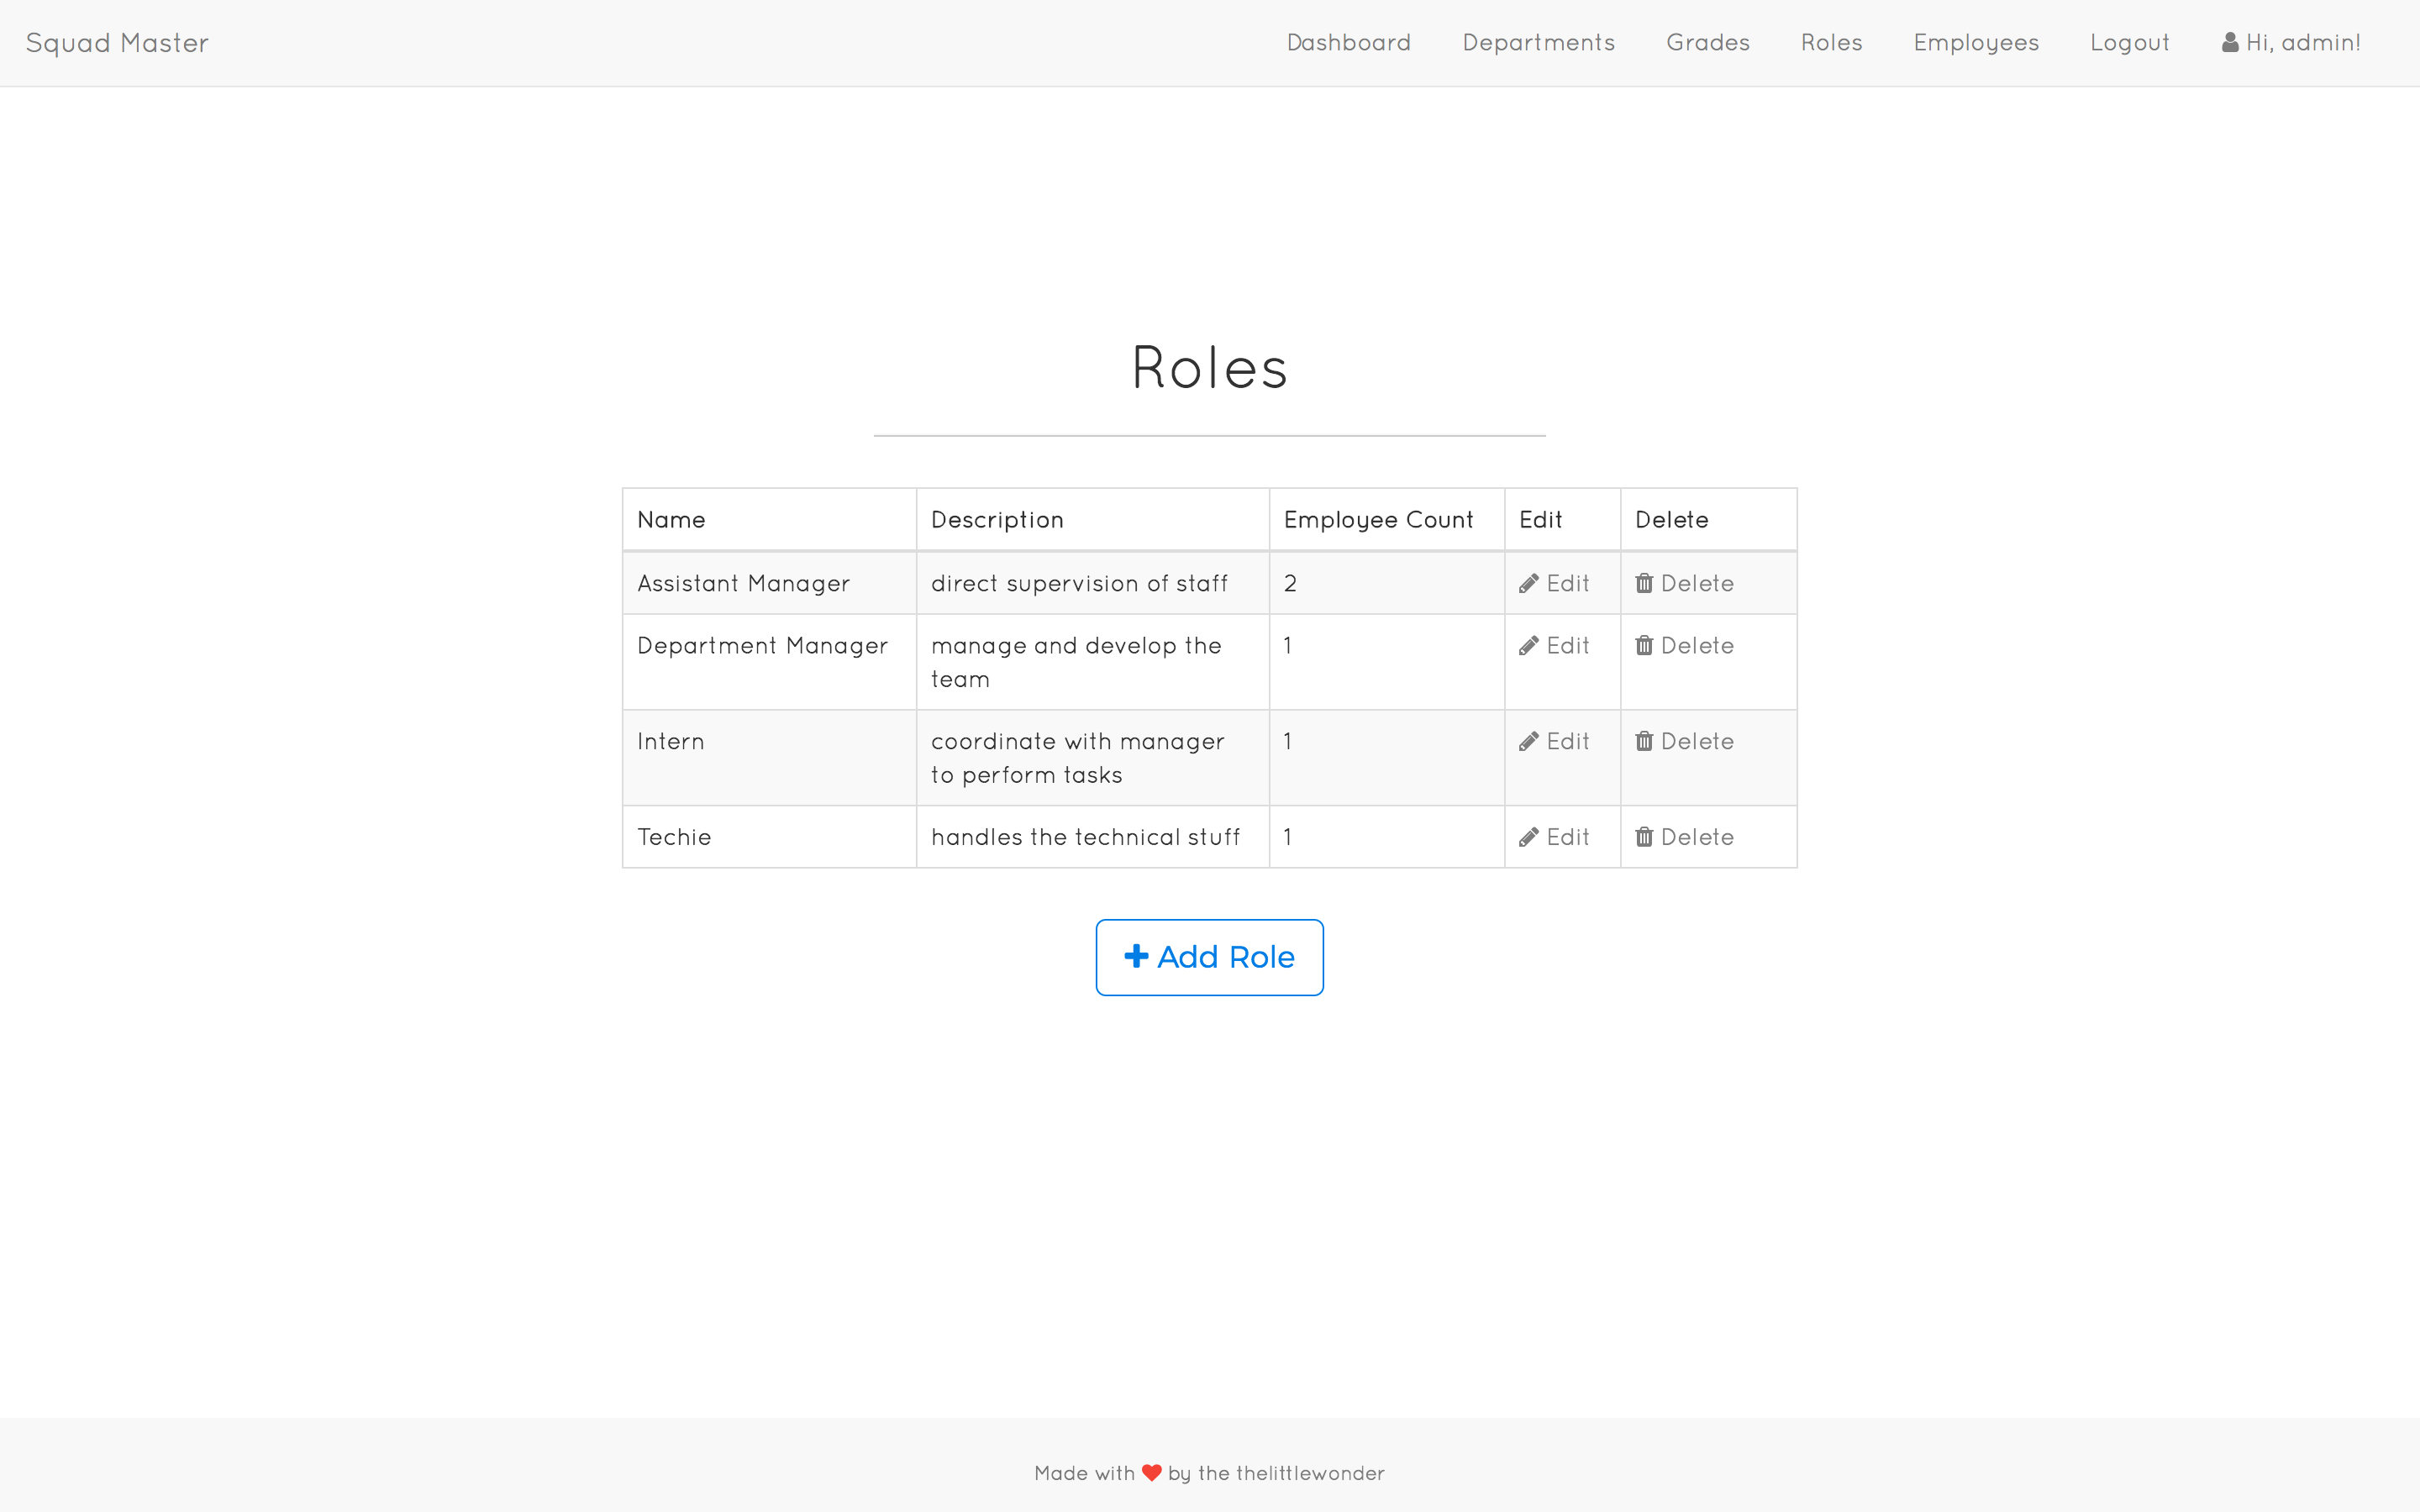 Squad Master Dashboard Departments Grades Roles Employees Logout Hi, admin!
Roles
Name Description Employee Count Edit Delete
Assistant Manager direct supervision of staff 2 Edit Delete
Department Manager manage and develop the 1 Edit Delete
team
Intern coordinate with manager 1 Edit Delete
to perform tasks
Techie handles the technical stuff 1 Edit Delete
Add Role
Made with ❤ by the thelittlewonder